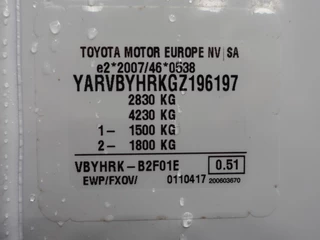 TOYOTA MOTOR EUROPE NV SA
e2*2007/46*0538
YARVBYHRKGZ196197
2830 KG
4230 KG
1- 1500 KG
2- 1800 KG
VBYHRK-B2F01E 0.51
EWP/FXOV/ 0110417 200803670